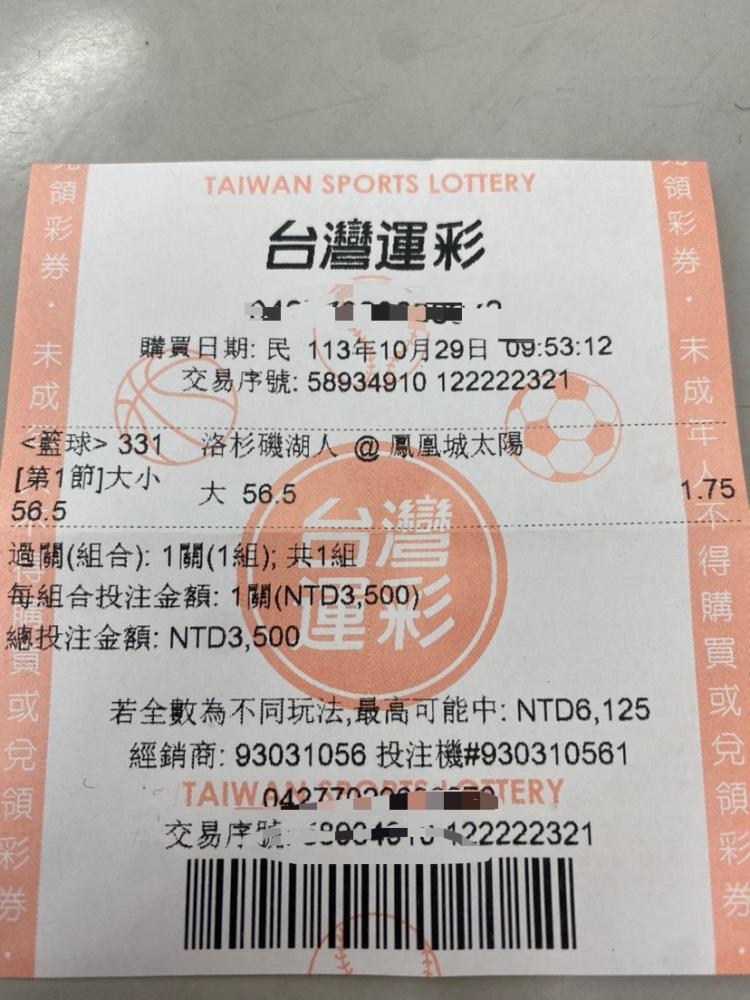 TAIWAN SPORTS LOTTERY
台灣運彩
購買日期: 民 113年10月29日 09:53:12
交易序號: 58934910 122222321
<籃球> 331 洛杉磯湖人 @ 鳳凰城太陽
[第1節]大小
56.5 大 56.5 1.75
台灣
運彩
過關(組合): 1關(1組); 共1組
每組合投注金額: 1關(NTD3,500)
總投注金額: NTD3,500
若全數為不同玩法,最高可能中: NTD6,125
經銷商: 93031056 投注機#930310561
TAIWAN SPORTS LOTTERY
交易序號: 122222321
領彩券・未成
得購買或兌領彩券・
領彩券・未成年人不得購買或兌領彩券・